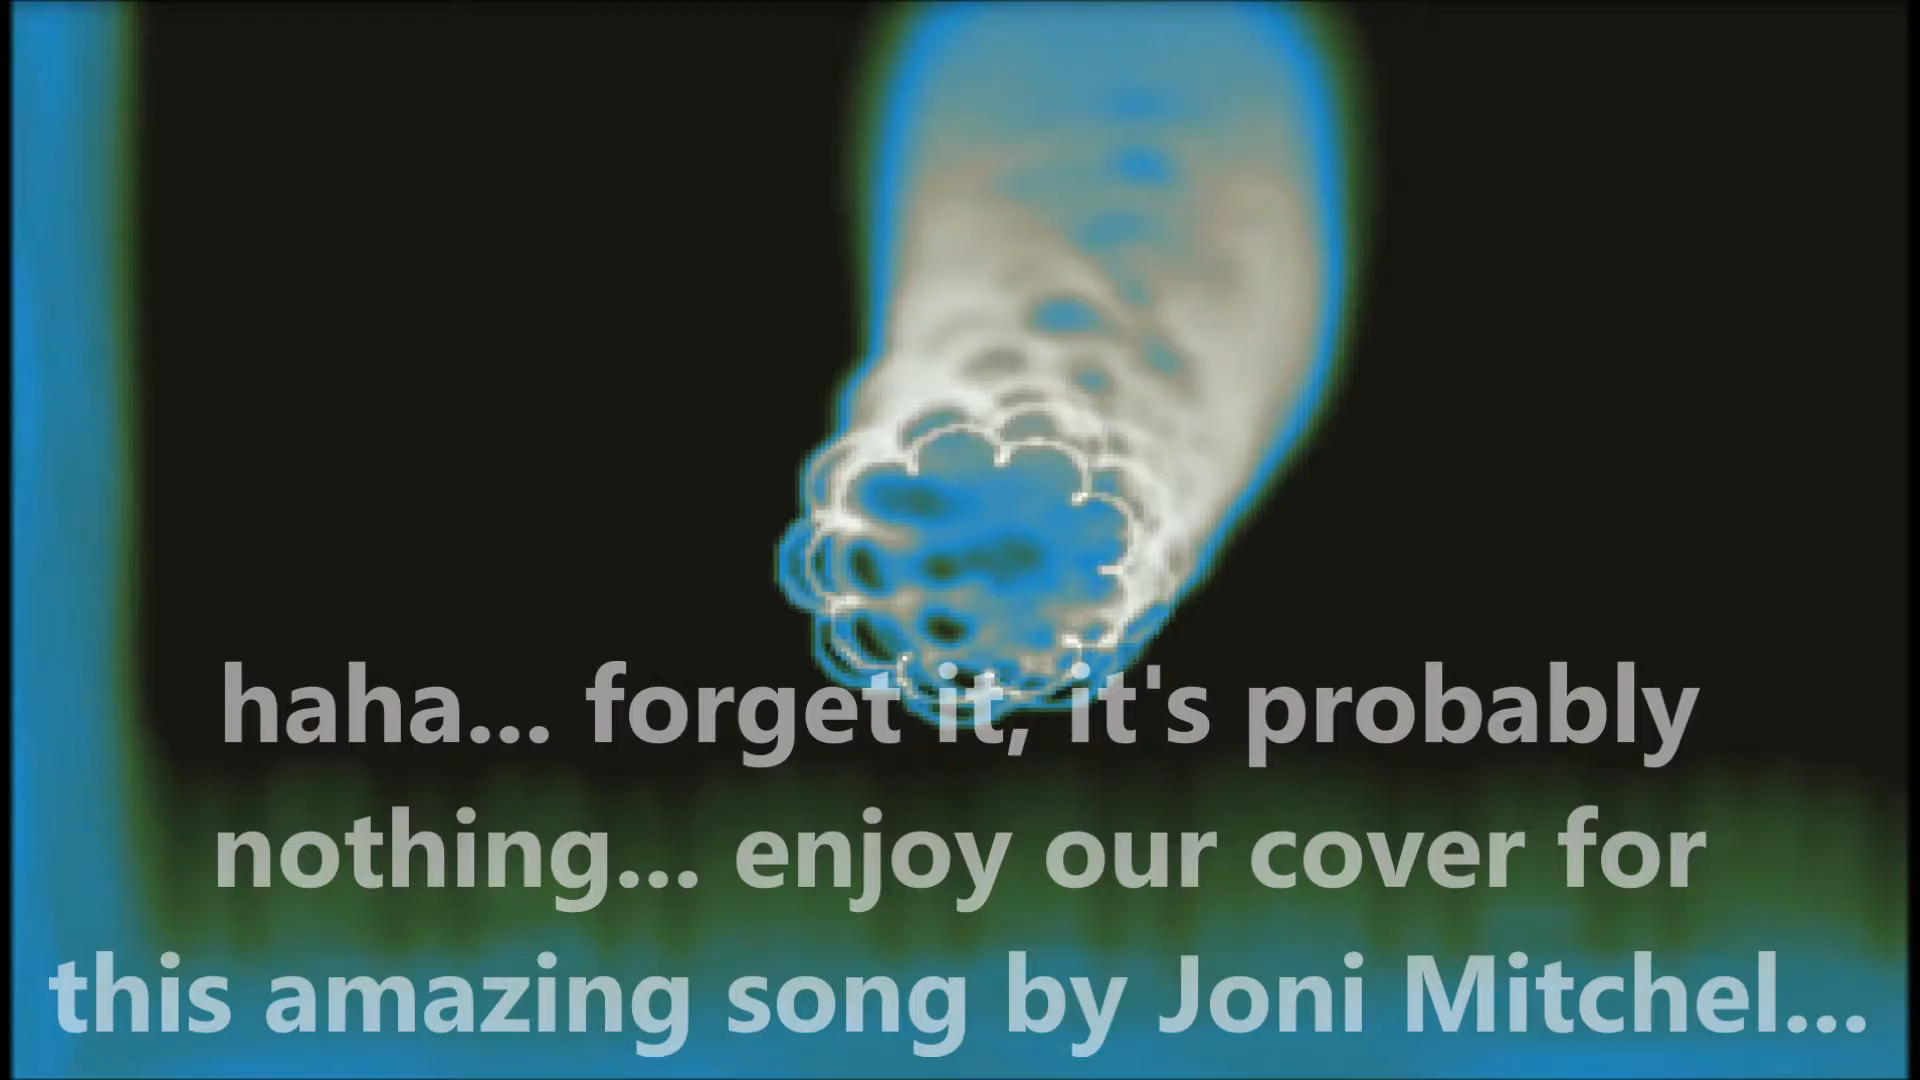 haha... forget it, it's probably
nothing... enjoy our cover for
this amazing song by Joni Mitchel...